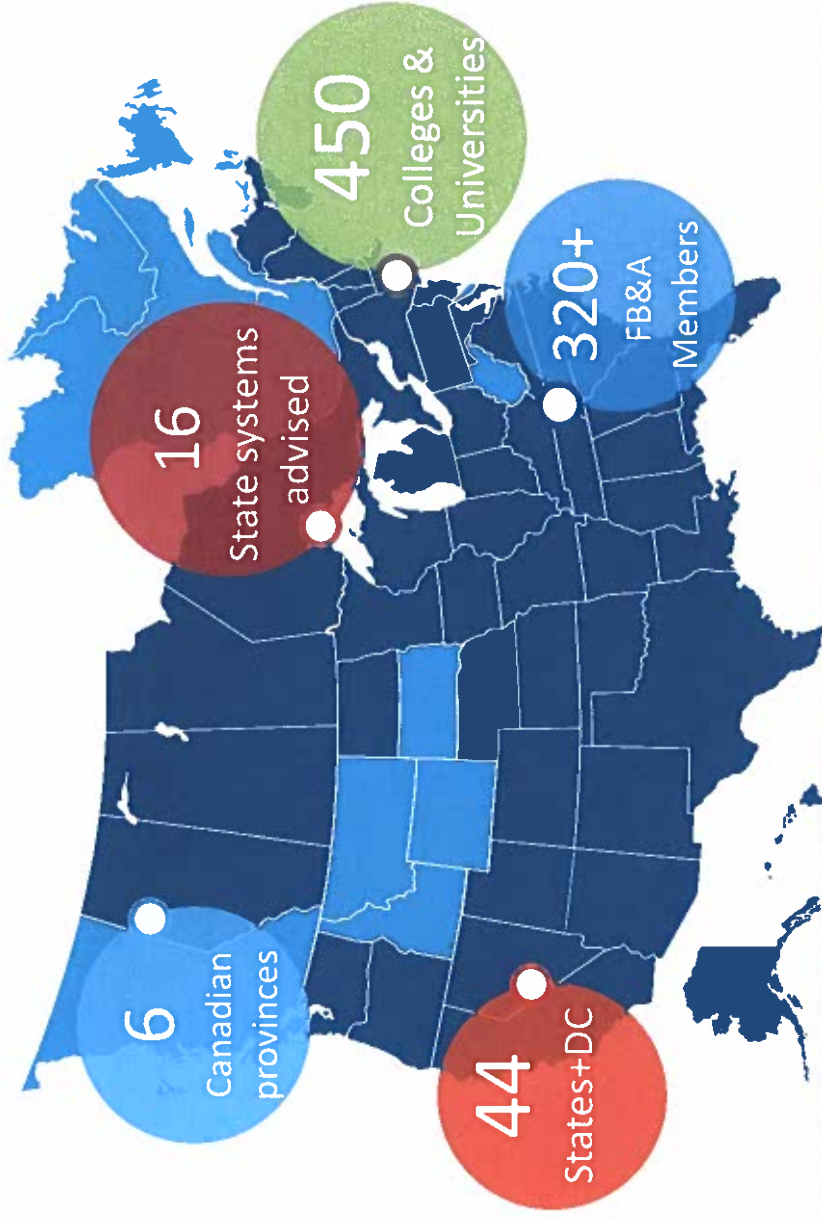 6
Canadian
provinces
16
State systems
advised
450
Colleges &
Universities
44
States+DC
320+
FB&A
Members